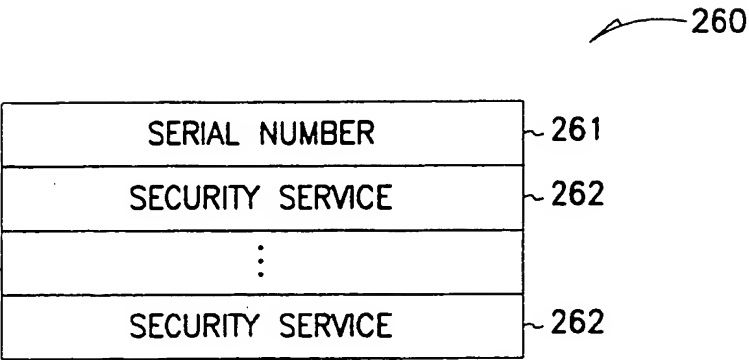 260
SERIAL NUMBER 261
SECURITY SERVICE 262
⋮
SECURITY SERVICE 262